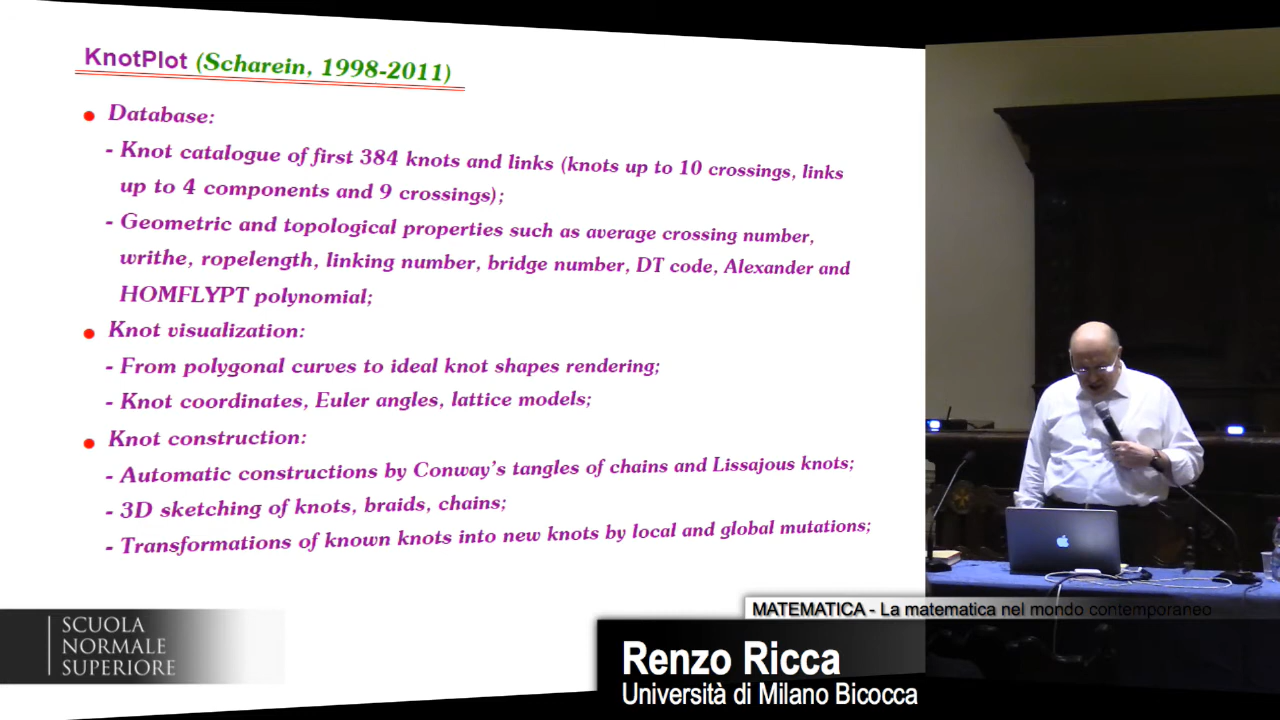 KnotPlot (Scharein, 1998-2011)
Database:
- Knot catalogue of first 384 knots and links (knots up to 10 crossings, links
up to 4 components and 9 crossings);
- Geometric and topological properties such as average crossing number,
writhe, ropelength, linking number, bridge number, DT code, Alexander and
HOMFLYPT polynomial;
Knot visualization:
- From polygonal curves to ideal knot shapes rendering;
- Knot coordinates, Euler angles, lattice models;
Knot construction:
- Automatic constructions by Conway's tangles of chains and Lissajous knots;
- 3D sketching of knots, braids, chains;
- Transformations of known knots into new knots by local and global mutations;
MATEMATICA - La matematica nel mondo contemporaneo
SCUOLA
NORMALE
SUPERIORE
Renzo Ricca
Università di Milano Bicocca